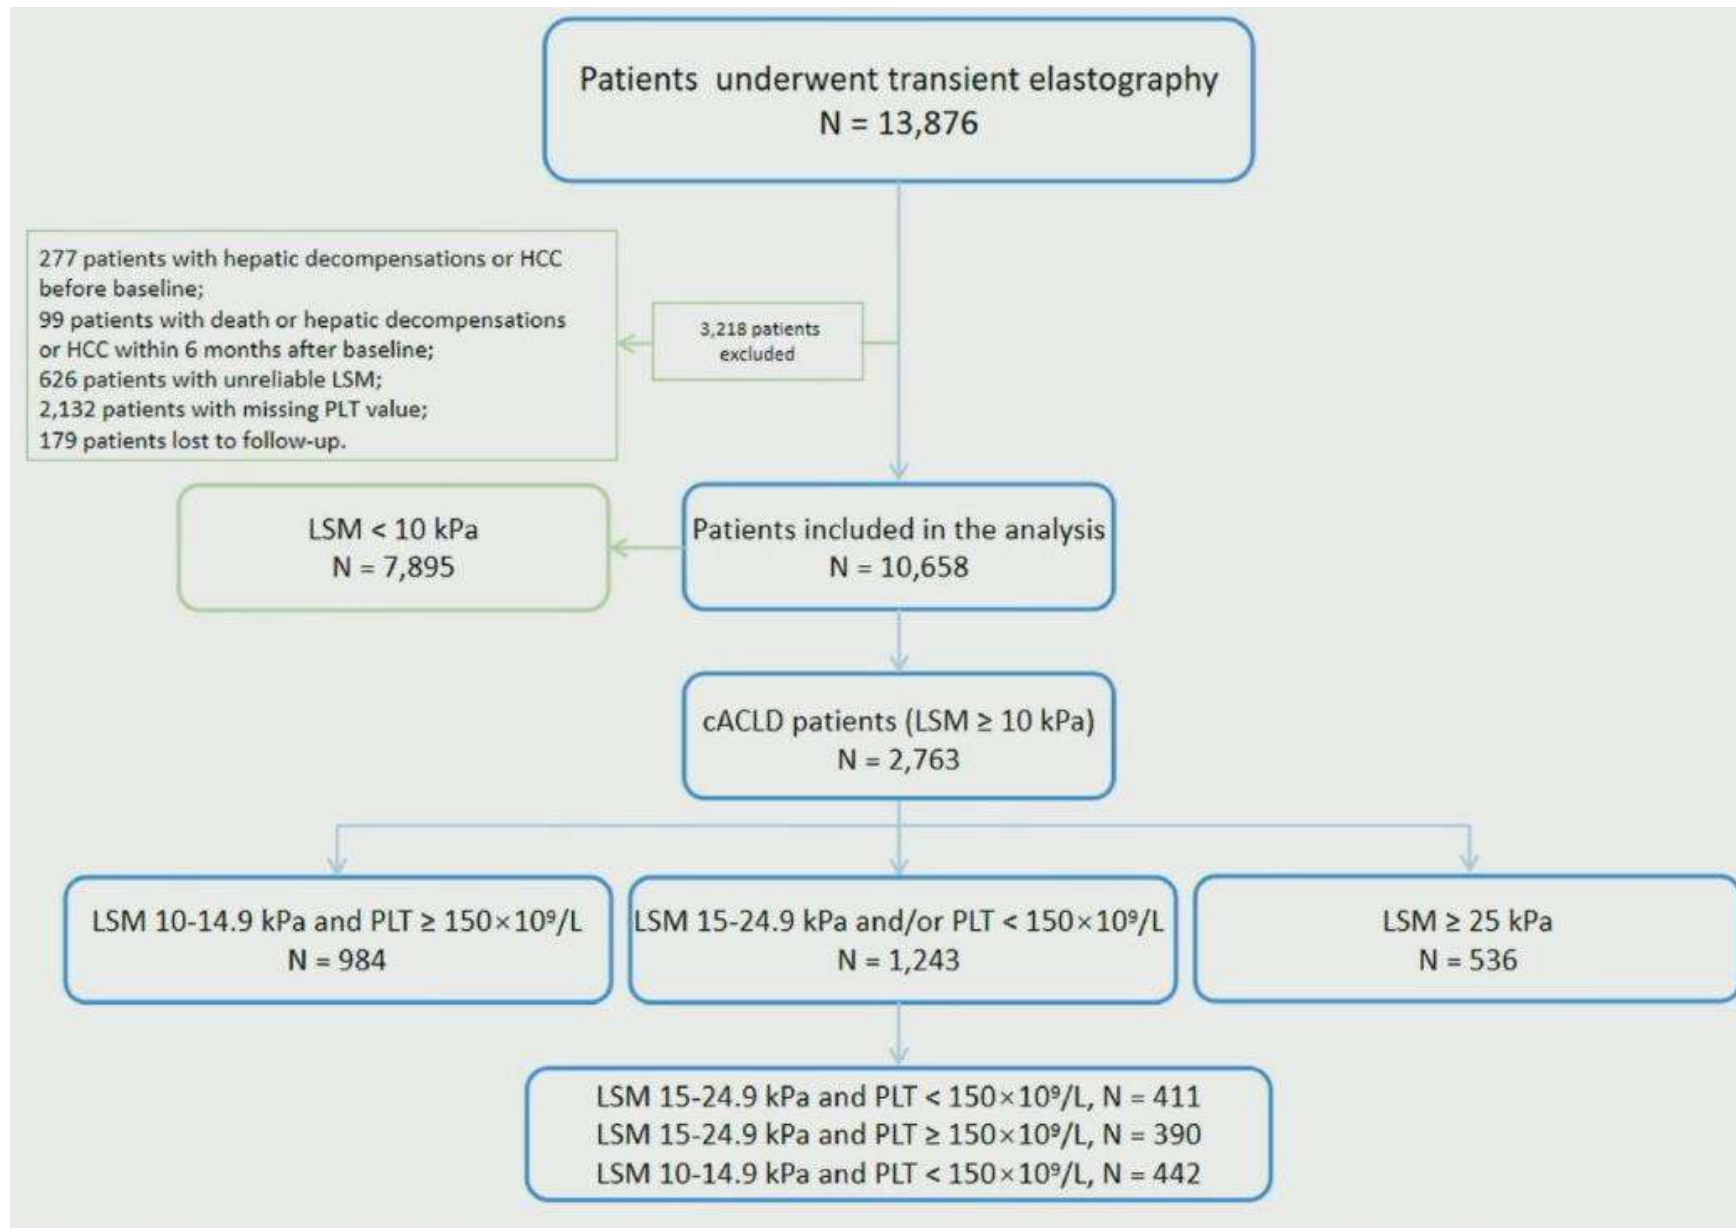 Patients underwent transient elastography
N = 13,876
277 patients with hepatic decompensations or HCC
before baseline;
99 patients with death or hepatic decompensations
or HCC within 6 months after baseline;
626 patients with unreliable LSM;
2,132 patients with missing PLT value;
179 patients lost to follow-up.
3,218 patients
excluded
LSM < 10 kPa
N = 7,895
Patients included in the analysis
N = 10,658
cACLD patients (LSM ≥ 10 kPa)
N = 2,763
LSM 10-14.9 kPa and PLT ≥ 150×10⁹/L
N = 984
LSM 15-24.9 kPa and/or PLT < 150×10⁹/L
N = 1,243
LSM ≥ 25 kPa
N = 536
LSM 15-24.9 kPa and PLT < 150×10⁹/L, N = 411
LSM 15-24.9 kPa and PLT ≥ 150×10⁹/L, N = 390
LSM 10-14.9 kPa and PLT < 150×10⁹/L, N = 442